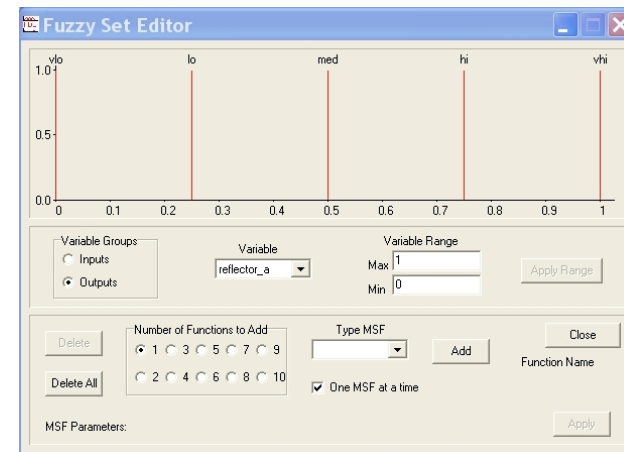 Fuzzy Set Editor
vlo lo med hi vhi
1.0
0.5
0.0
0 0.1 0.2 0.3 0.4 0.5 0.6 0.7 0.8 0.9 1
Variable Groups
Inputs
Outputs
Variable
reflector_a
Variable Range
Max 1
Min 0
Apply Range
Delete
Delete All
Number of Functions to Add
1 3 5 7 9
2 4 6 8 10
Type MSF
Add
One MSF at a time
Close
Function Name
MSF Parameters:
Apply